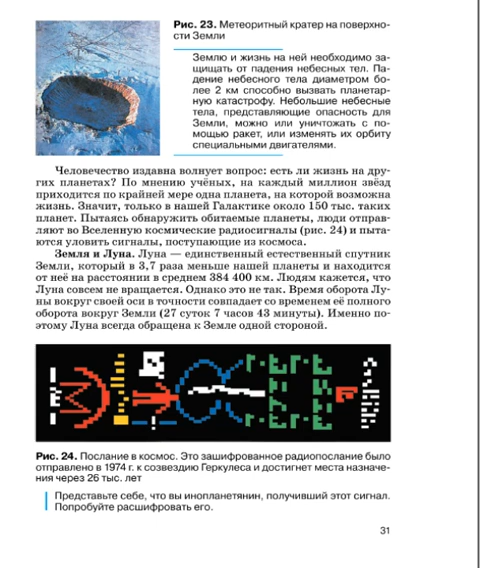 Рис. 23. Метеоритный кратер на поверхно-
сти Земли
Землю и жизнь на ней необходимо за-
щищать от падения небесных тел. Па-
дение небесного тела диаметром бо-
лее 2 км способно вызвать планетар-
ную катастрофу. Небольшие небесные
тела, представляющие опасность для
Земли, можно или уничтожать с по-
мощью ракет, или изменять их орбиту
специальными двигателями.
Человечество издавна волнует вопрос: есть ли жизнь на дру-
гих планетах? По мнению учёных, на каждый миллион звёзд
приходится по крайней мере одна планета, на которой возможна
жизнь. Значит, только в нашей Галактике около 150 тыс. таких
планет. Пытаясь обнаружить обитаемые планеты, люди отправ-
ляют во Вселенную космические радиосигналы (рис. 24) и пыта-
ются уловить сигналы, поступающие из космоса.
Земля и Луна. Луна — единственный естественный спутник
Земли, который в 3,7 раза меньше нашей планеты и находится
от неё на расстоянии в среднем 384 400 км. Людям кажется, что
Луна совсем не вращается. Однако это не так. Время оборота Лу-
ны вокруг своей оси в точности совпадает со временем её полного
оборота вокруг Земли (27 суток 7 часов 43 минуты). Именно по-
этому Луна всегда обращена к Земле одной стороной.
Рис. 24. Послание в космос. Это зашифрованное радиопослание было
отправлено в 1974 г. к созвездию Геркулеса и достигнет места назначе-
ния через 26 тыс. лет
Представьте себе, что вы инопланетянин, получивший этот сигнал.
Попробуйте расшифровать его.
31